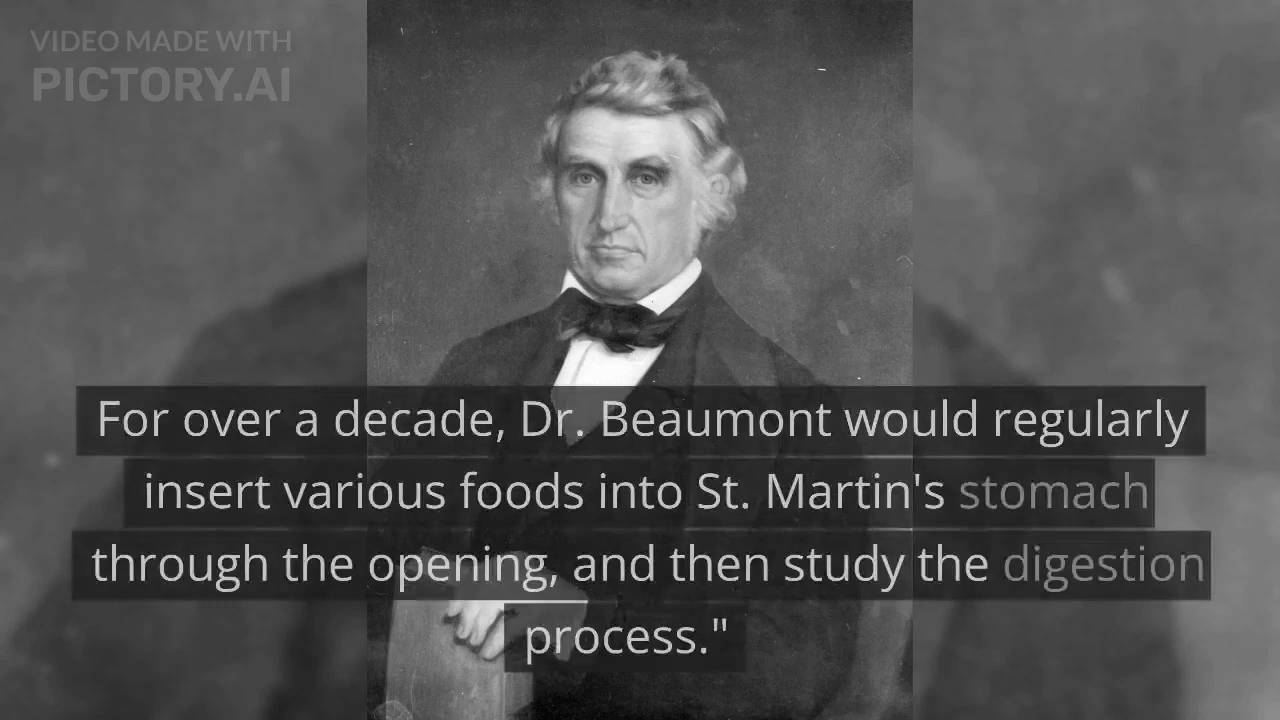 VIDEO MADE WITH
PICTORY.AI
For over a decade, Dr. Beaumont would regularly
insert various foods into St. Martin's stomach
through the opening, and then study the digestion
process."